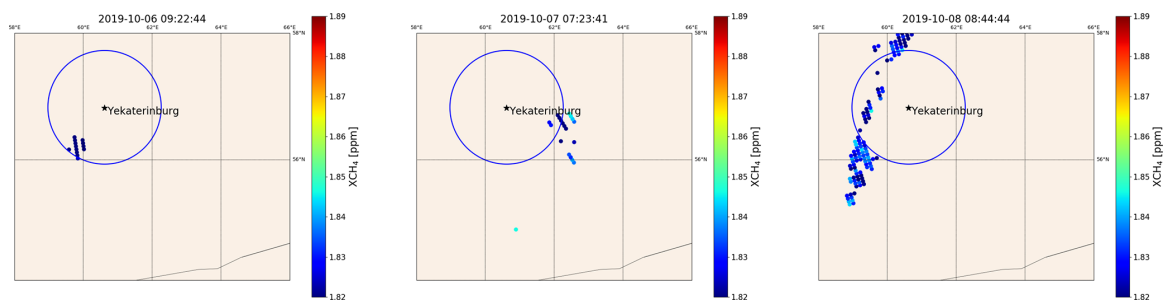 2019-10-06 09:22:44
58°E 60°E 62°E 64°E 66°E
58°N
56°N
Yekaterinburg
1.89
1.88
1.87
1.86
1.85
1.84
1.83
1.82
XCH₄ [ppm]
2019-10-07 07:23:41
58°E 60°E 62°E 64°E 66°E
58°N
56°N
Yekaterinburg
1.89
1.88
1.87
1.86
1.85
1.84
1.83
1.82
XCH₄ [ppm]
2019-10-08 08:44:44
58°E 60°E 62°E 64°E 66°E
58°N
56°N
Yekaterinburg
1.89
1.88
1.87
1.86
1.85
1.84
1.83
1.82
XCH₄ [ppm]